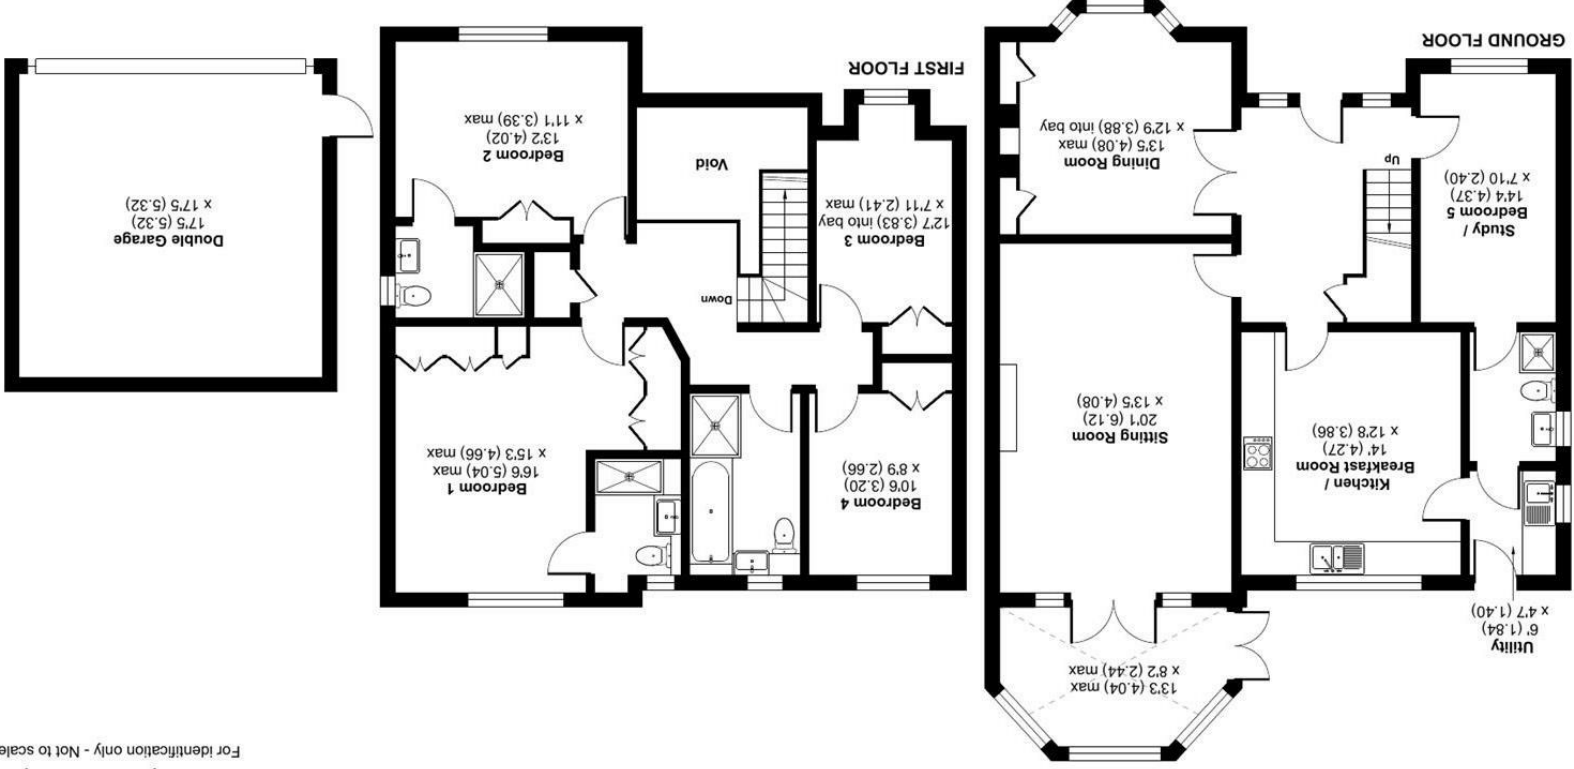 For identification only - Not to scale
13'3 (4.04) max
x 8'2 (2.44) max
Utility
6' (1.84)
x 4'7 (1.40)
Kitchen /
Breakfast Room
14' (4.27)
x 12'8 (3.86)
Sitting Room
20'1 (6.12)
x 13'5 (4.08)
Study /
Bedroom 5
14'4 (4.37)
x 7'10 (2.40)
Up
Dining Room
13'5 (4.08) max
x 12'9 (3.88) into bay
GROUND FLOOR
Bedroom 4
10'6 (3.20)
x 8'9 (2.66)
Bedroom 1
16'6 (5.04) max
x 15'3 (4.66) max
Down
Bedroom 3
12'7 (3.83) into bay
x 7'11 (2.41) max
Void
Bedroom 2
13'2 (4.02)
x 11'1 (3.39) max
FIRST FLOOR
Double Garage
17'5 (5.32)
x 17'5 (5.32)